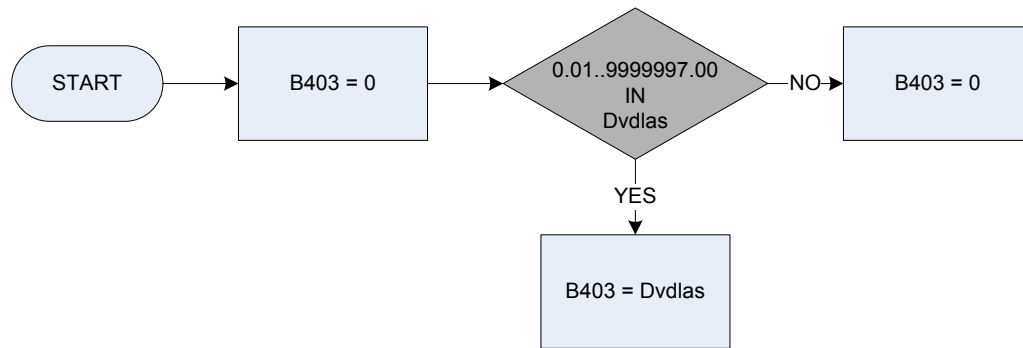 START
B403 = 0
0.01..9999997.00
IN
Dvdlas
NO
B403 = 0
YES
B403 = Dvdlas